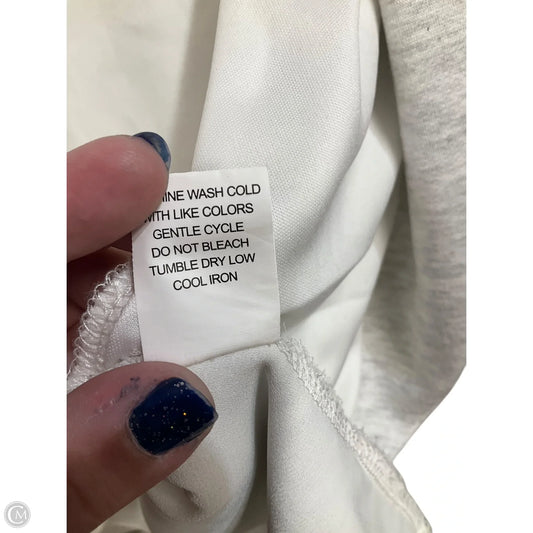 WASH COLD
LIKE COLORS
GENTLE CYCLE
DO NOT BLEACH
TUMBLE DRY LOW
COOL IRON